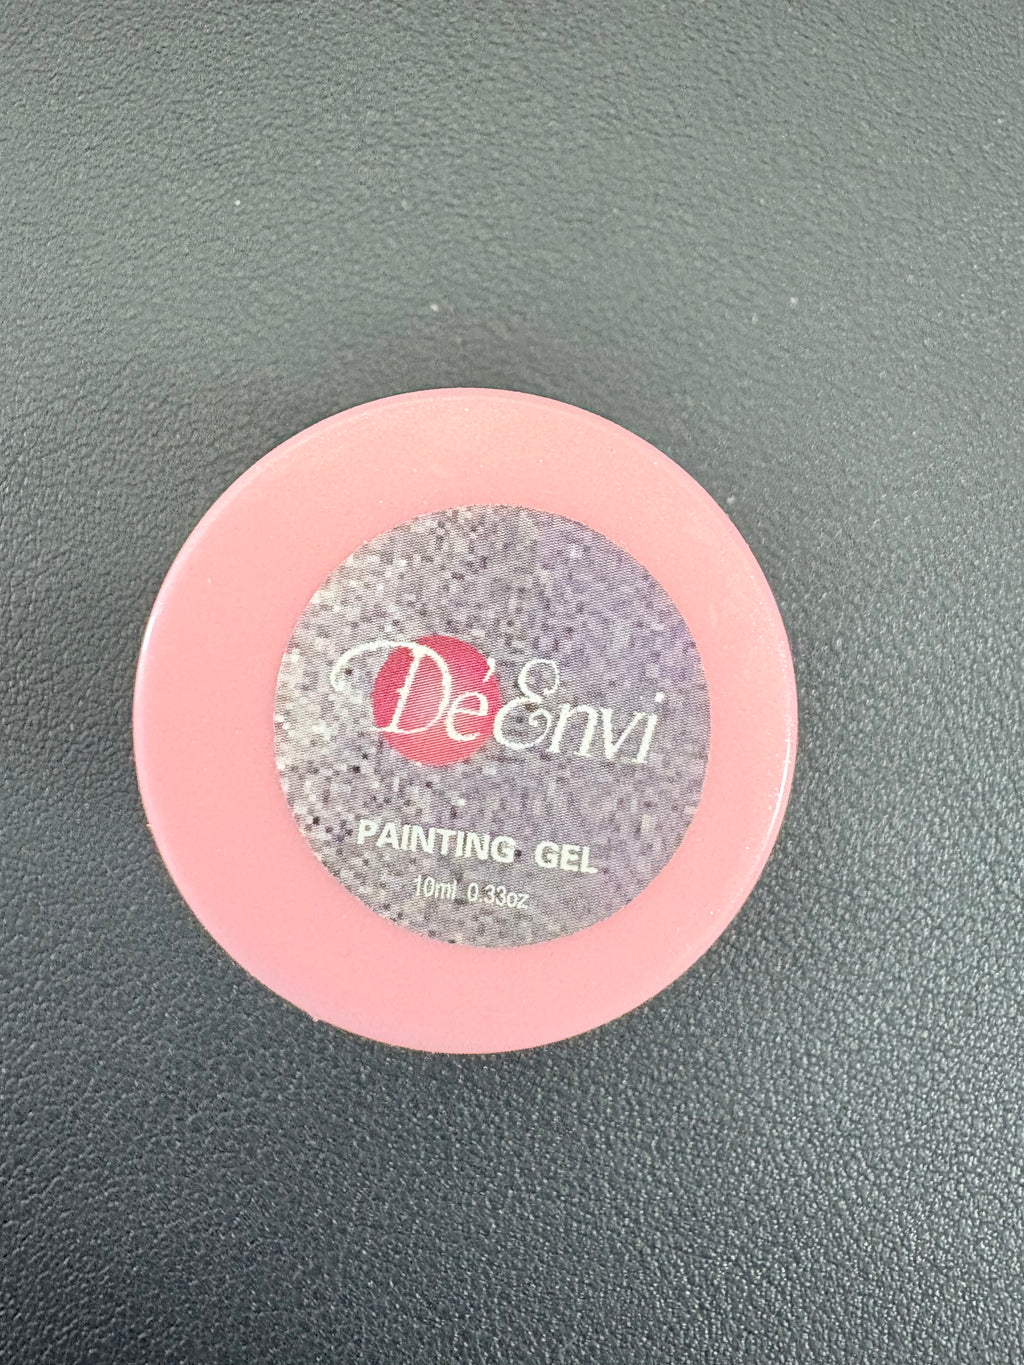 Dé Envi
PAINTING GEL
10ml 0.33oz